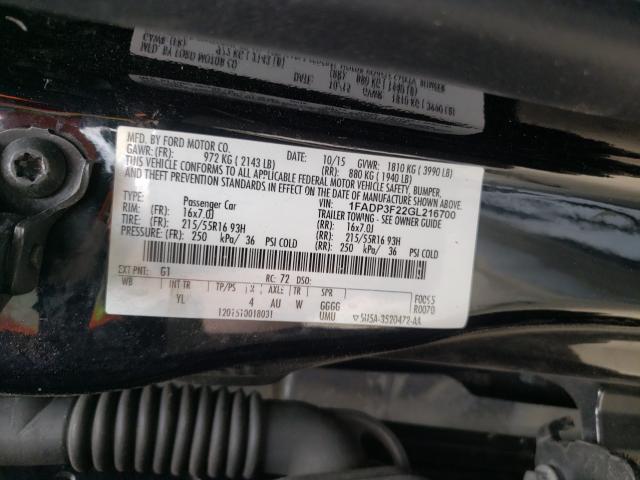 MFD. BY FORD MOTOR CO.
DATE: 10/15 GVWR: 1810 KG ( 3990 LB)
GAWR: (FR): 972 KG ( 2143 LB) (RR): 880 KG ( 1940 LB)
THIS VEHICLE CONFORMS TO ALL APPLICABLE FEDERAL MOTOR VEHICLE SAFETY, BUMPER,
AND THEFT PREVENTION STANDARDS IN EFFECT ON THE DATE OF MANUFACTURE SHOWN ABOVE.
VIN: 1FADP3F22GL216700
TYPE: Passenger Car TRAILER TOWING - SEE OWNER GUIDE
RIM: (FR): 16x7.0J (RR): 16x7.0J
TIRE: (FR): 215/55R16 93H (RR): 215/55R16 93H
PRESSURE: (FR): 250 kPa/ 36 PSI COLD (RR): 250 kPa/ 36 PSI COLD
EXT PNT: G1 RC: 72 DSO:
WB INT TR TP/PS AXLE TR SPR F0055
YL 4 AU W GGGG R0070
UMU